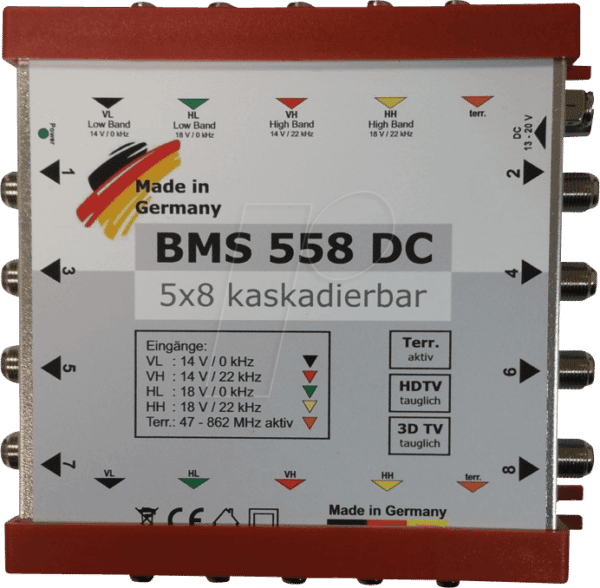 VL
HL
VH
HH
terr.
Low Band
Low Band
High Band
High Band
14 V / 0 kHz
18 V / 0 kHz
14 V / 22 kHz
18 V / 22 kHz
Power
DC
13 - 20 V
1
2
Made in
Germany
BMS 558 DC
5x8 kaskadierbar
3
4
Eingänge:
VL : 14 V / 0 kHz
VH : 14 V / 22 kHz
HL : 18 V / 0 kHz
HH : 18 V / 22 kHz
Terr.: 47 - 862 MHz aktiv
Terr.
aktiv
HDTV
tauglich
3D TV
tauglich
5
6
7
8
VL
HL
VH
HH
terr.
CE
Made in Germany